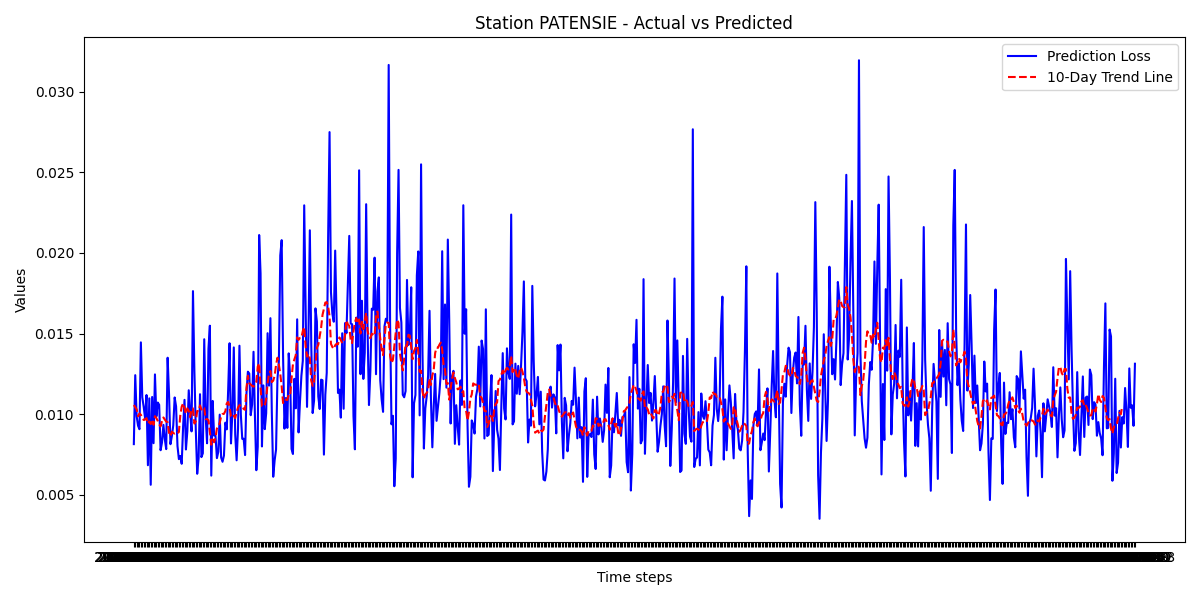 Station PATENSIE - Actual vs Predicted
Prediction Loss
10-Day Trend Line
0.030
0.025
0.020
0.015
0.010
0.005
Values
Time steps